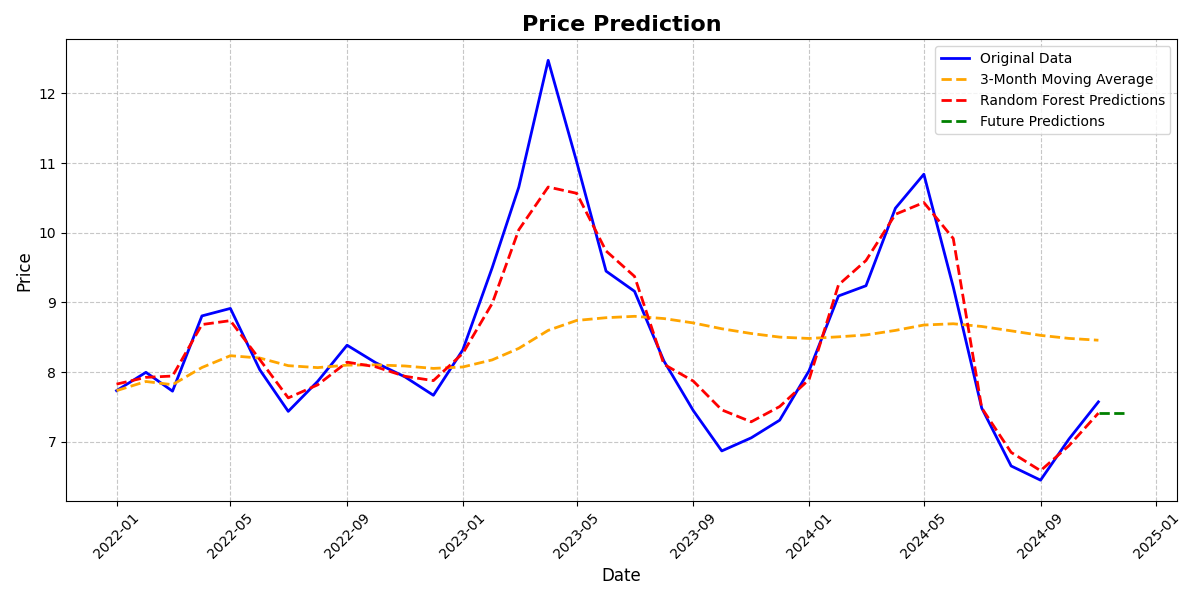 Price Prediction
Original Data
3-Month Moving Average
Random Forest Predictions
Future Predictions
Price
12
11
10
9
8
7
2022-01
2022-05
2022-09
2023-01
2023-05
2023-09
2024-01
2024-05
2024-09
2025-01
Date